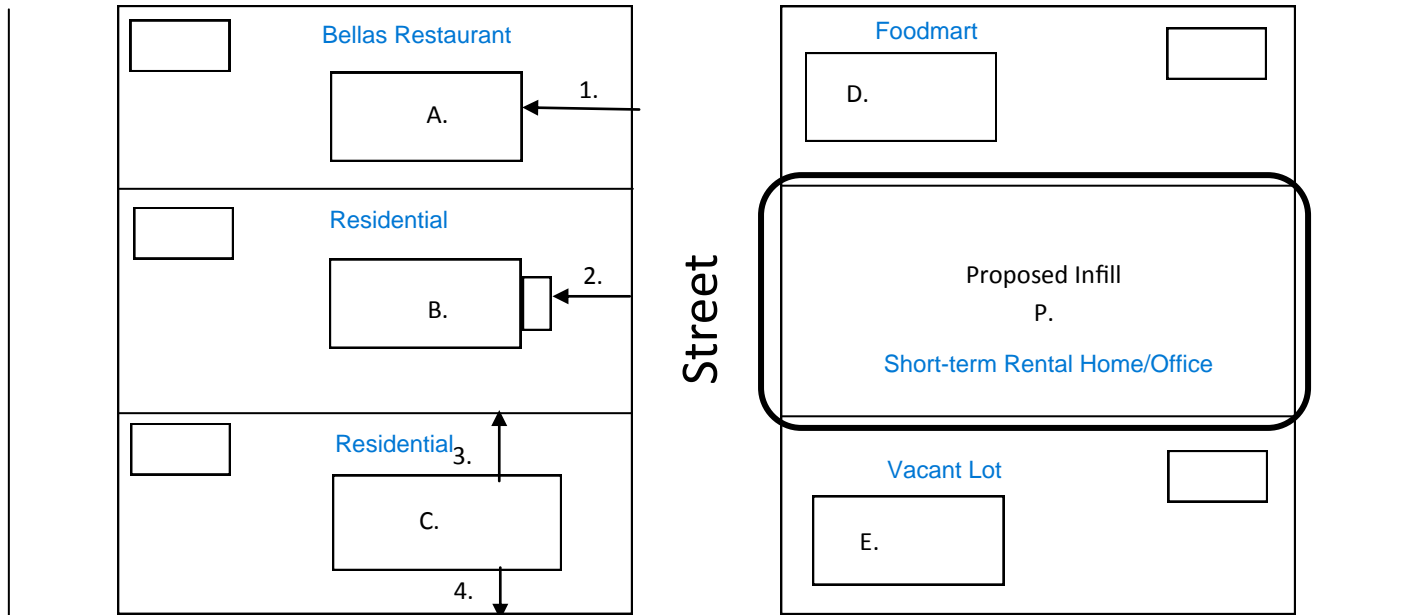 Bellas Restaurant
A.
1.
Residential
B.
2.
Residential
3.
C.
4.
Street
Foodmart
D.
Proposed Infill
P.
Short-term Rental Home/Office
Vacant Lot
E.